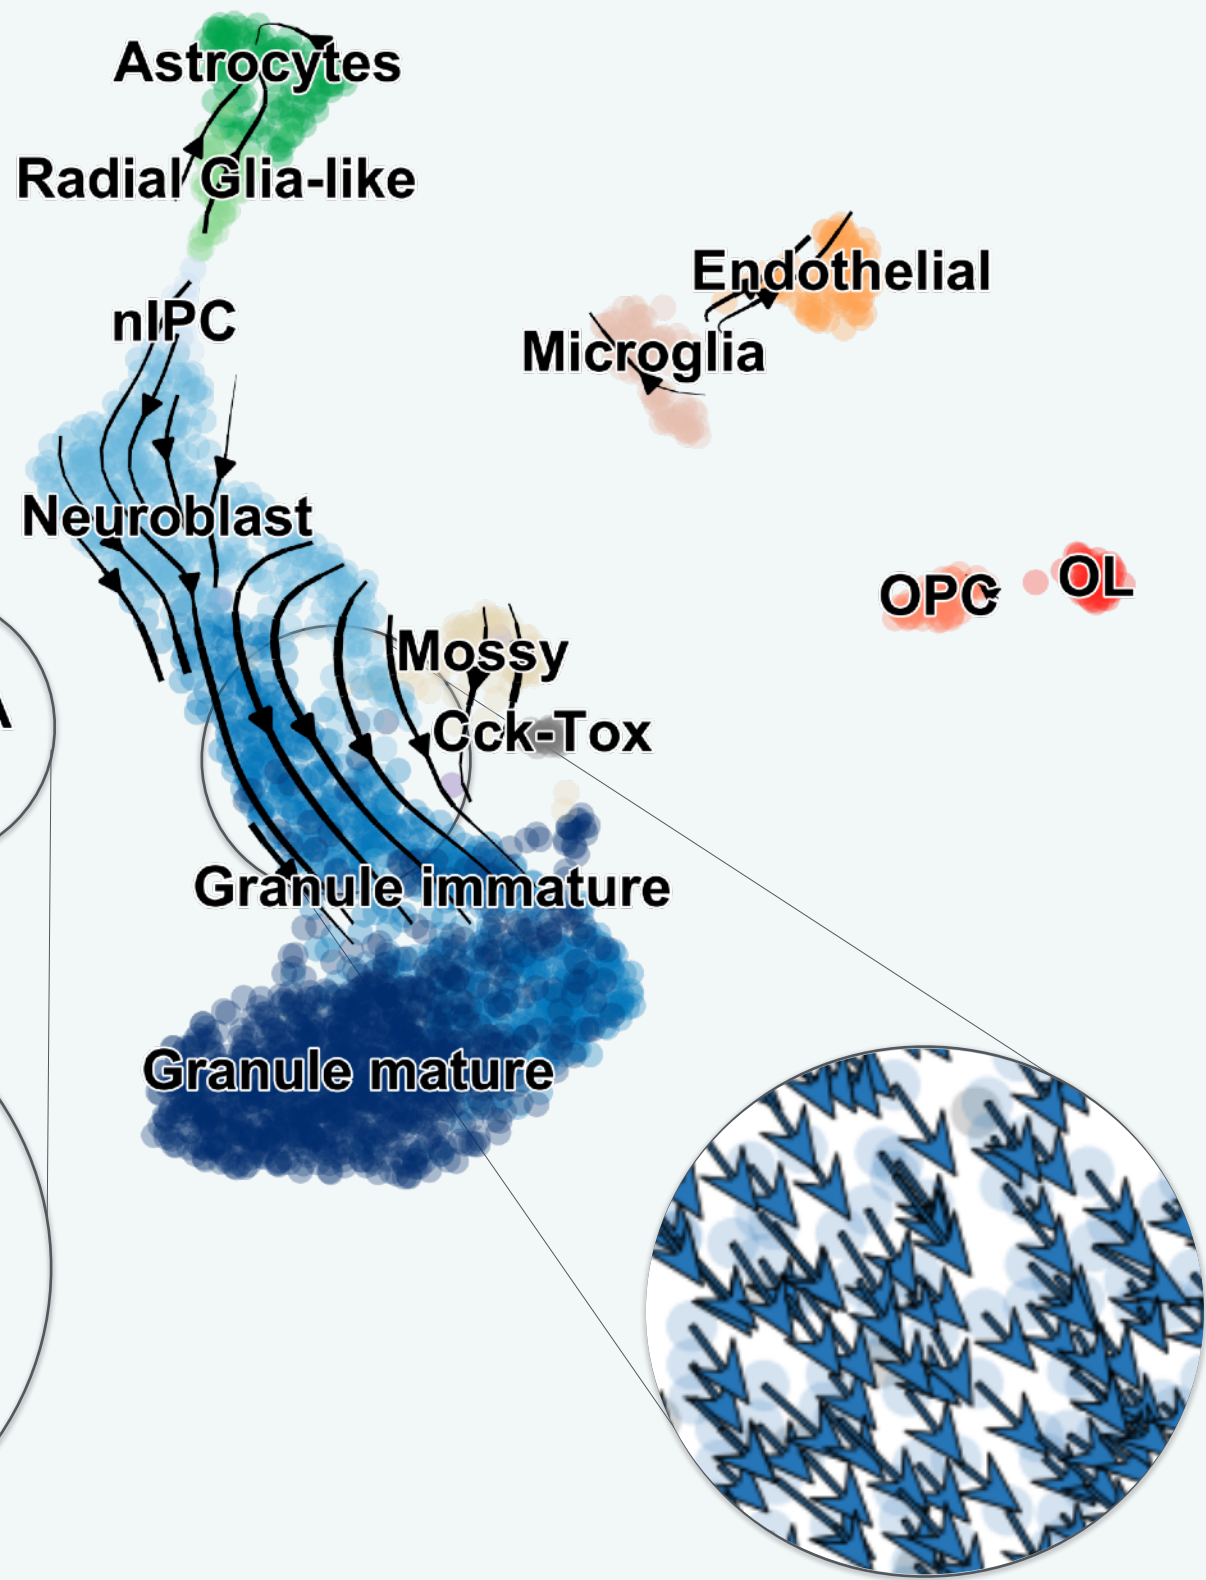 Astrocytes
Radial Glia-like
Endothelial
nIPC
Microglia
Neuroblast
OPC
OL
Mossy
A
Cck-Tox
Granule immature
Granule mature